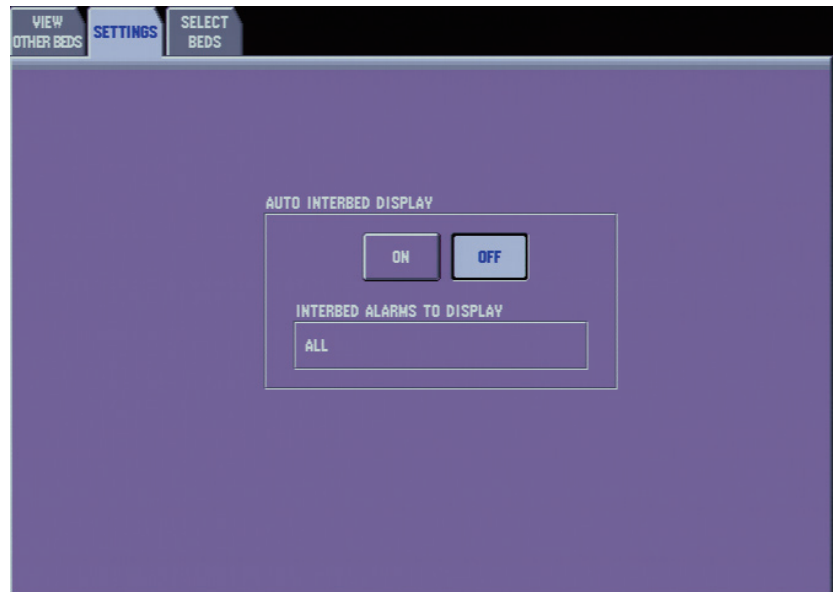 VIEW
OTHER BEDS
SETTINGS
SELECT
BEDS
AUTO INTERBED DISPLAY
ON
OFF
INTERBED ALARMS TO DISPLAY
ALL